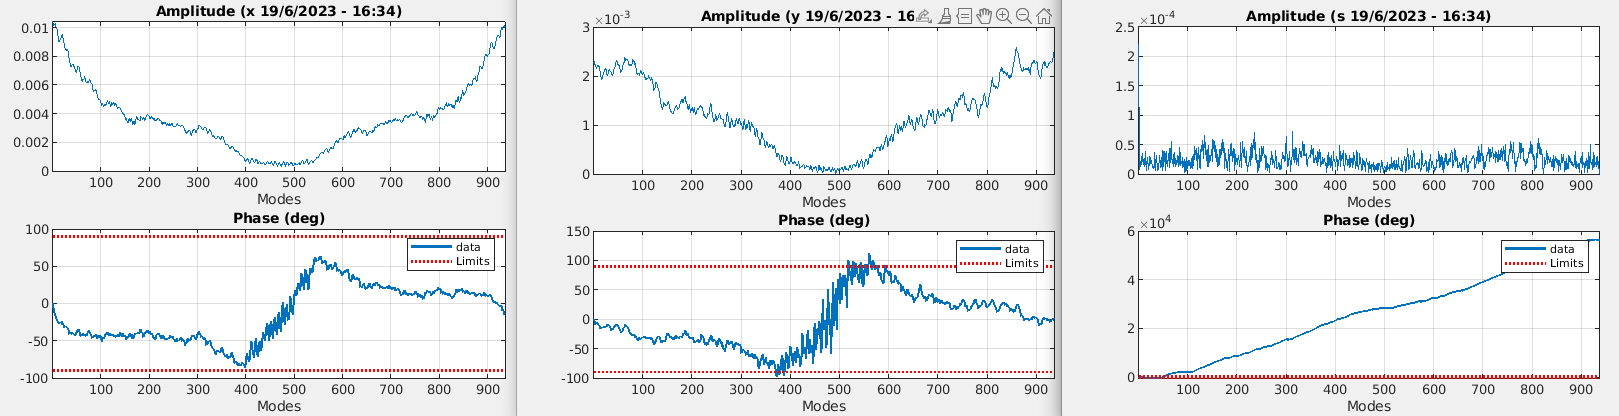 Amplitude (x 19/6/2023 - 16:34)
0.01
0.008
0.006
0.004
0.002
0
100 200 300 400 500 600 700 800 900
Modes
Phase (deg)
100
50
0
-50
-100
data
Limits
100 200 300 400 500 600 700 800 900
Modes
×10-3
Amplitude (y 19/6/2023 - 16
3
2
1
0
100 200 300 400 500 600 700 800 900
Modes
Phase (deg)
150
100
50
0
-50
-100
data
Limits
100 200 300 400 500 600 700 800 900
Modes
×10-4
Amplitude (s 19/6/2023 - 16:34)
2.5
2
1.5
1
0.5
0
100 200 300 400 500 600 700 800 900
Modes
×104
Phase (deg)
6
4
2
0
data
Limits
100 200 300 400 500 600 700 800 900
Modes